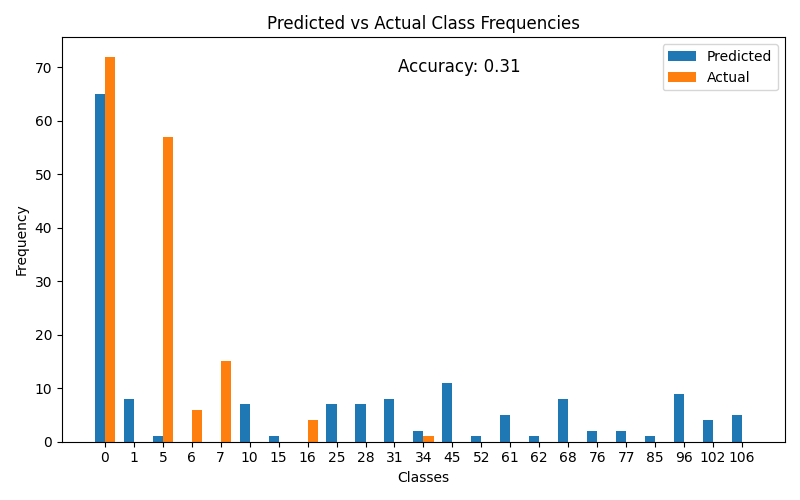 Predicted vs Actual Class Frequencies
Accuracy: 0.31
Predicted
Actual
Frequency
70
60
50
40
30
20
10
0
0 1 5 6 7 10 15 16 25 28 31 34 45 52 61 62 68 76 77 85 96 102 106
Classes